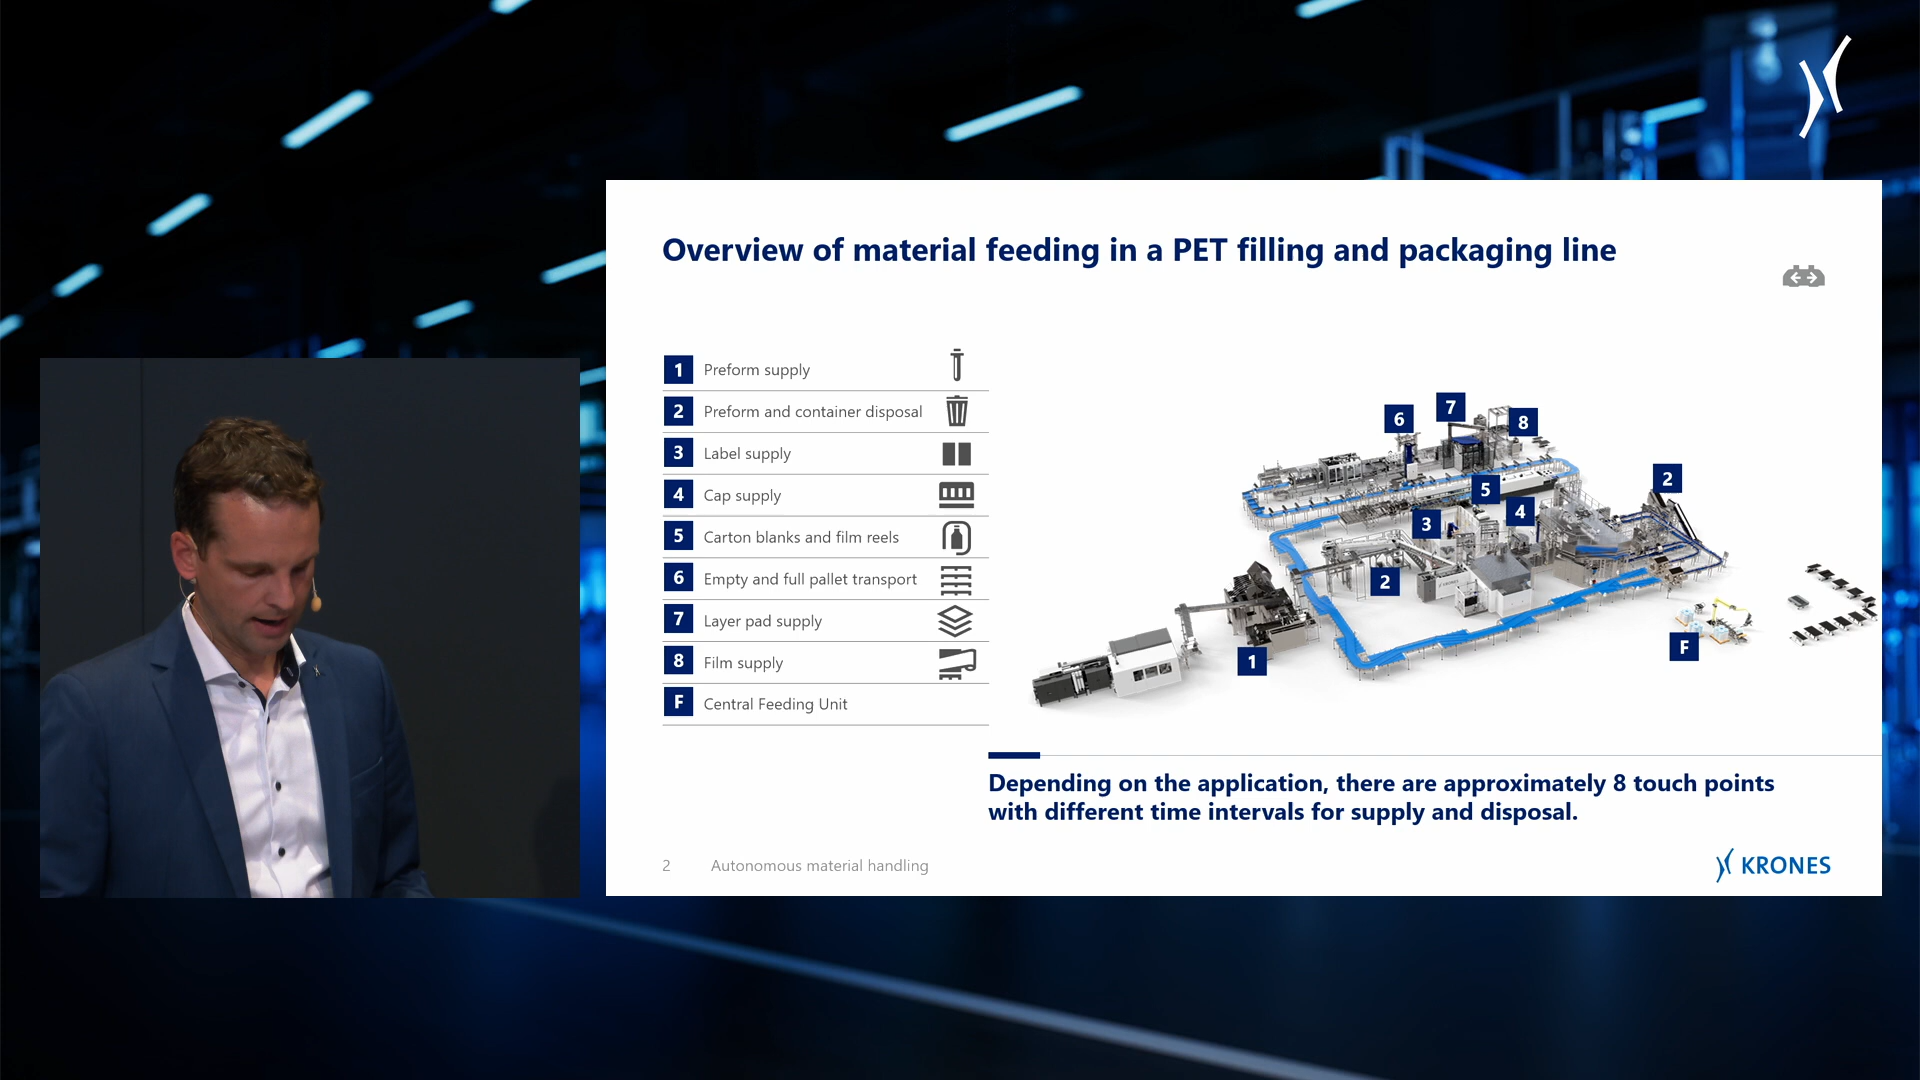 Overview of material feeding in a PET filling and packaging line
1 Preform supply
2 Preform and container disposal
3 Label supply
4 Cap supply
5 Carton blanks and film reels
6 Empty and full pallet transport
7 Layer pad supply
8 Film supply
F Central Feeding Unit
6
7
8
2
5
4
3
2
F
1
Depending on the application, there are approximately 8 touch points
with different time intervals for supply and disposal.
2 Autonomous material handling
KRONES